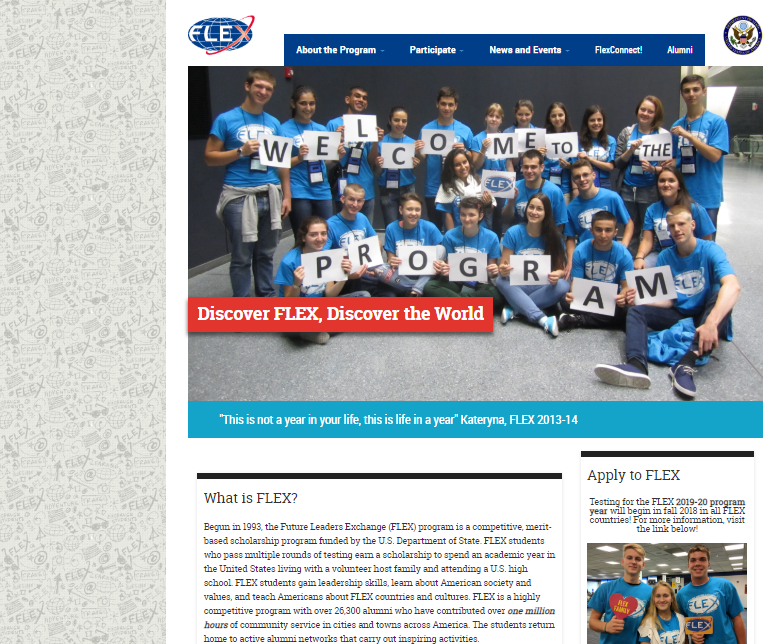 FLEX
About the Program
Participate
News and Events
FlexConnect!
Alumni
WELCOME TO THE
FLEX
PROGRAM
Discover FLEX, Discover the World
"This is not a year in your life, this is life in a year" Kateryna, FLEX 2013-14
What is FLEX?
Begun in 1993, the Future Leaders Exchange (FLEX) program is a competitive, merit-
based scholarship program funded by the U.S. Department of State. FLEX students
who pass multiple rounds of testing earn a scholarship to spend an academic year in
the United States living with a volunteer host family and attending a U.S. high
school. FLEX students gain leadership skills, learn about American society and
values, and teach Americans about FLEX countries and cultures. FLEX is a highly
competitive program with over 26,300 alumni who have contributed over one million
hours of community service in cities and towns across America. The students return
home to active alumni networks that carry out inspiring activities.
Apply to FLEX
Testing for the FLEX 2019-20 program
year will begin in fall 2018 in all FLEX
countries! For more information, visit
the link below!
FLEX
FAMILY
FLEX